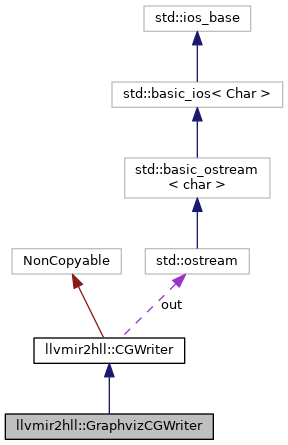 std::ios_base
std::basic_ios< Char >
std::basic_ostream
< char >
NonCopyable
std::ostream
out
llvmir2hll::CGWriter
llvmir2hll::GraphvizCGWriter